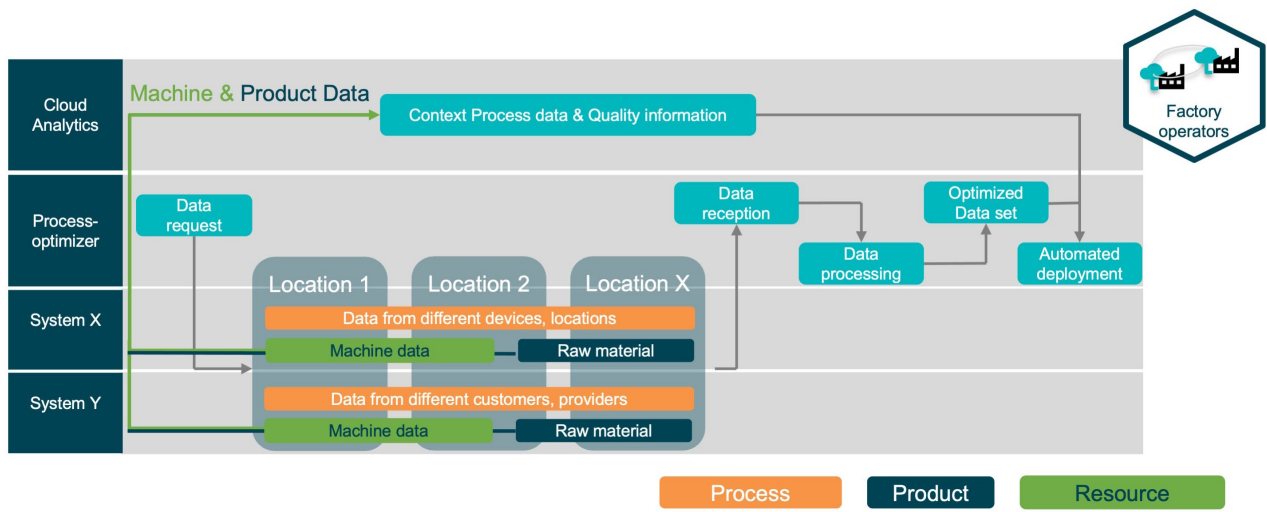 Factory
operators
Cloud
Analytics
Machine & Product Data
Context Process data & Quality information
Process-
optimizer
Data
request
Data
reception
Data
processing
Optimized
Data set
Automated
deployment
Location 1
Location 2
Location X
System X
Data from different devices, locations
Machine data
Raw material
System Y
Data from different customers, providers
Machine data
Raw material
Process
Product
Resource